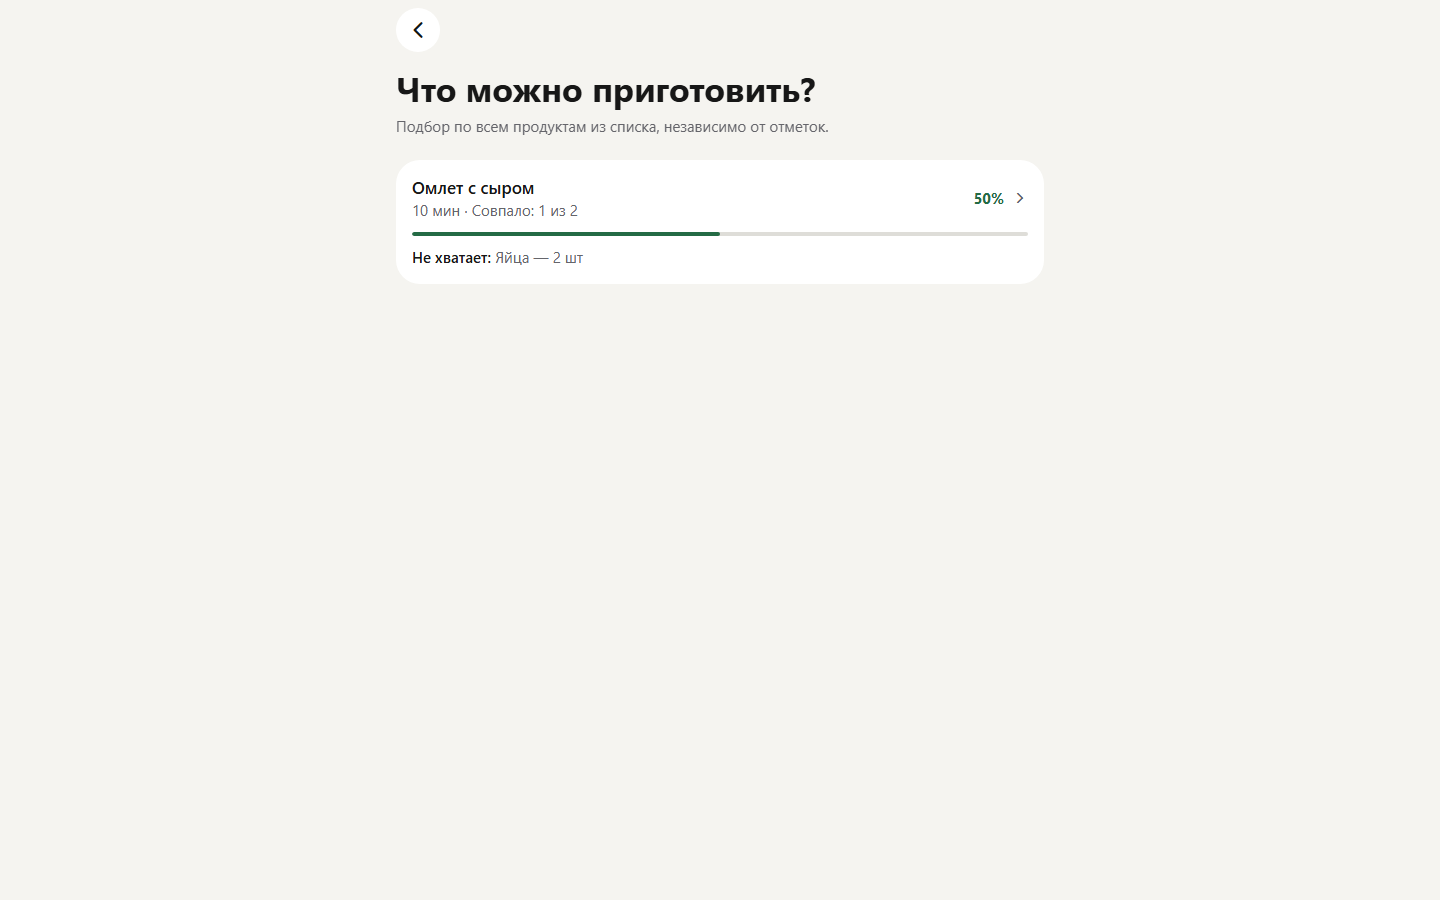 Что можно приготовить?
Подбор по всем продуктам из списка, независимо от отметок.
Омлет с сыром
10 мин · Совпало: 1 из 2
50%
Не хватает: Яйца — 2 шт